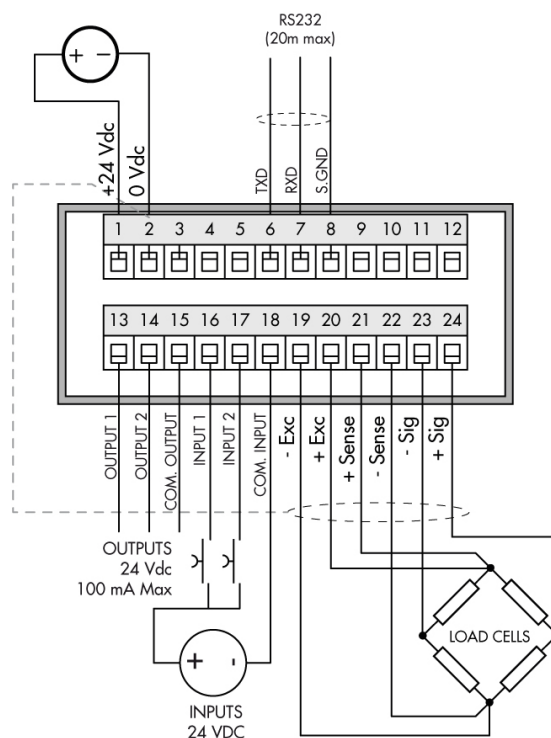 RS232
(20m max)
+ −
+24 Vdc
0 Vdc
TXD
RXD
S.GND
1 2 3 4 5 6 7 8 9 10 11 12
13 14 15 16 17 18 19 20 21 22 23 24
OUTPUT 1
OUTPUT 2
COM. OUTPUT
INPUT 1
INPUT 2
COM. INPUT
- Exc
+ Exc
+ Sense
- Sense
- Sig
+ Sig
OUTPUTS
24 Vdc
100 mA Max
LOAD CELLS
+ -
INPUTS
24 VDC